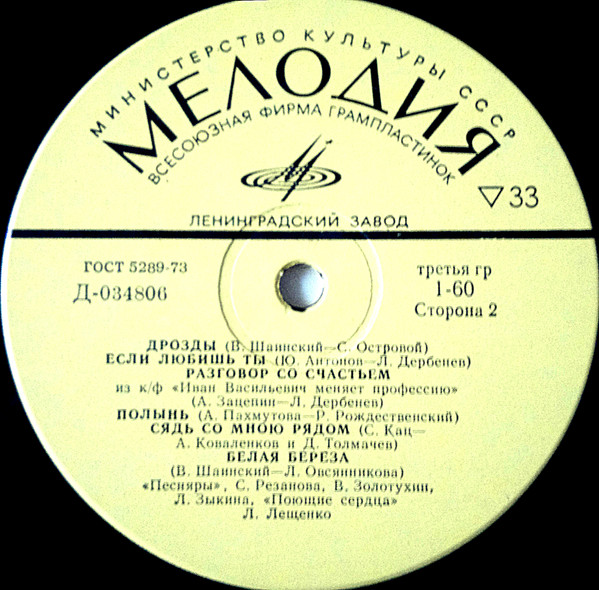 МИНИСТЕРСТВО КУЛЬТУРЫ СССР
МЕЛОДИЯ
ВСЕСОЮЗНАЯ ФИРМА ГРАМПЛАСТИНОК
▽33
ЛЕНИНГРАДСКИЙ ЗАВОД
ГОСТ 5289-73
Д-034806
третья гр
1-60
Сторона 2
ДРОЗДЫ (В. Шаинский—С. Островой)
ЕСЛИ ЛЮБИШЬ ТЫ (Ю. Антонов—Л. Дербенев)
РАЗГОВОР СО СЧАСТЬЕМ
из к/ф «Иван Васильевич меняет профессию»
(А. Зацепин—Л. Дербенев)
ПОЛЫНЬ (А. Пахмутова—Р. Рождественский)
СЯДЬ СО МНОЮ РЯДОМ (С. Кац—
А. Коваленков и Д. Толмачев)
БЕЛАЯ БЕРЕЗА
(В. Шаинский—Л. Овсянникова)
«Песняры», С. Резанова, В. Золотухин,
Л. Зыкина, «Поющие сердца»
Л. Лещенко